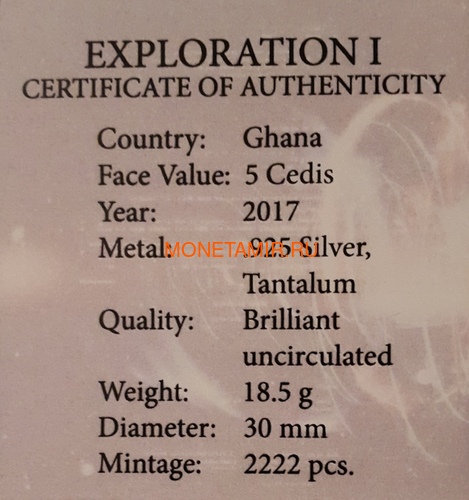 EXPLORATION I
CERTIFICATE OF AUTHENTICITY
Country: Ghana
Face Value: 5 Cedis
Year: 2017
Metal: .925 Silver,
MONETAMIR.RU
Tantalum
Quality: Brilliant
uncirculated
Weight: 18.5 g
Diameter: 30 mm
Mintage: 2222 pcs.